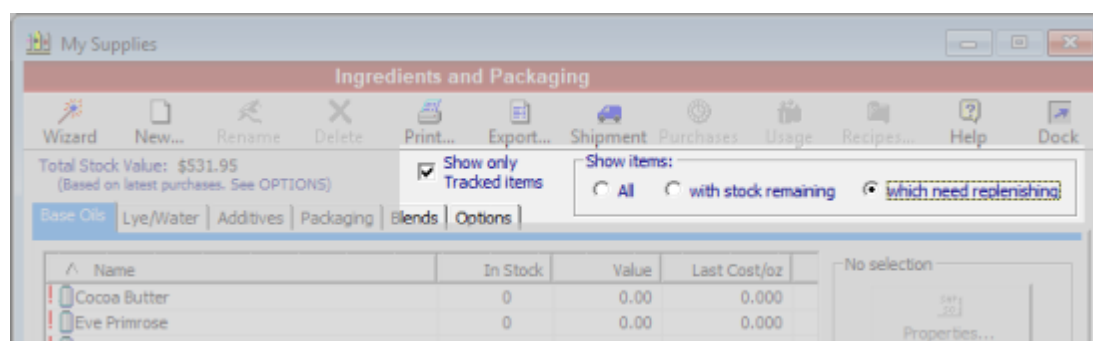 My Supplies
Ingredients and Packaging
Wizard New... Rename Delete Print... Export... Shipment Purchases Usage Recipes... Help Dock
Total Stock Value: $531.95
(Based on latest purchases. See OPTIONS)
Show only
Tracked items
Show items:
All with stock remaining which need replenishing
Base Oils Lye/Water Additives Packaging Blends Options
Name In Stock Value Last Cost/oz No selection
Cocoa Butter 0 0.00 0.000
Eve Primrose 0 0.00 0.000
Properties...